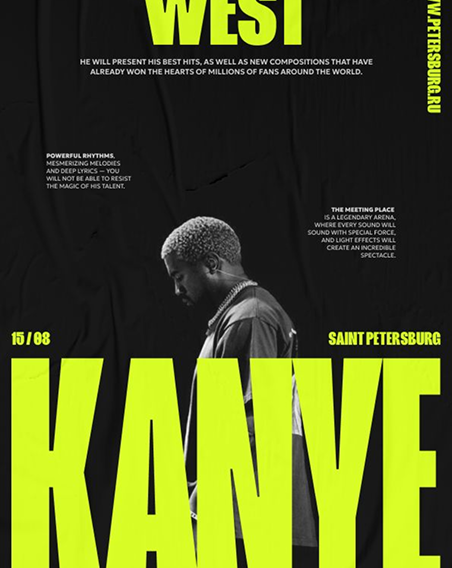 WEST
HE WILL PRESENT HIS BEST HITS, AS WELL AS NEW COMPOSITIONS THAT HAVE
ALREADY WON THE HEARTS OF MILLIONS OF FANS AROUND THE WORLD.
W.PETERSBURG.RU
POWERFUL RHYTHMS,
MESMERIZING MELODIES
AND DEEP LYRICS — YOU
WILL NOT BE ABLE TO RESIST
THE MAGIC OF HIS TALENT.
THE MEETING PLACE
IS A LEGENDARY ARENA,
WHERE EVERY SOUND WILL
SOUND WITH SPECIAL FORCE,
AND LIGHT EFFECTS WILL
CREATE AN INCREDIBLE
SPECTACLE.
15 / 08
SAINT PETERSBURG
KANYE